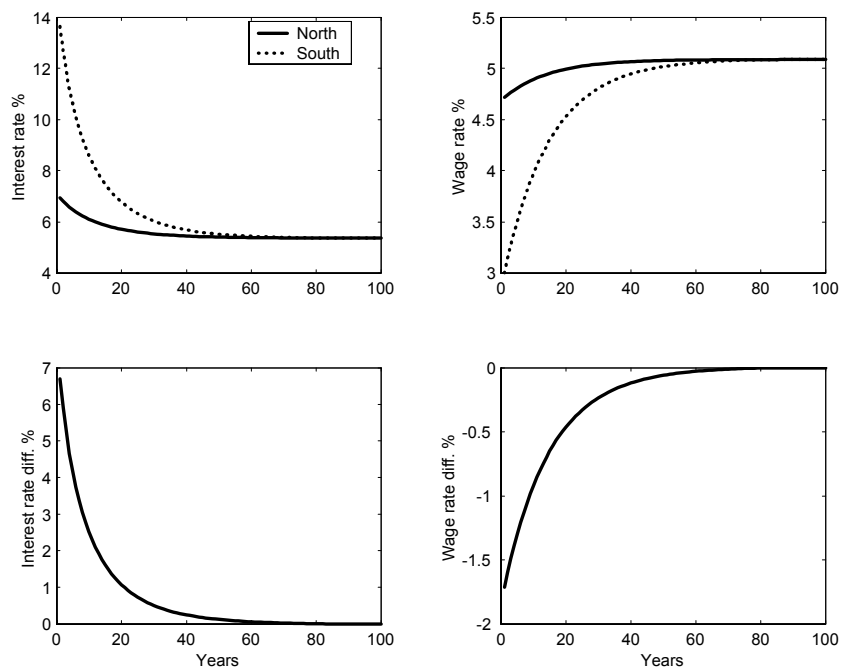 14
12
10
8
6
4
0 20 40 60 80 100
Interest rate %
North
South
5.5
5
4.5
4
3.5
3
0 20 40 60 80 100
Wage rate %
7
6
5
4
3
2
1
0
0 20 40 60 80 100
Interest rate diff. %
Years
0
-0.5
-1
-1.5
-2
0 20 40 60 80 100
Wage rate diff. %
Years